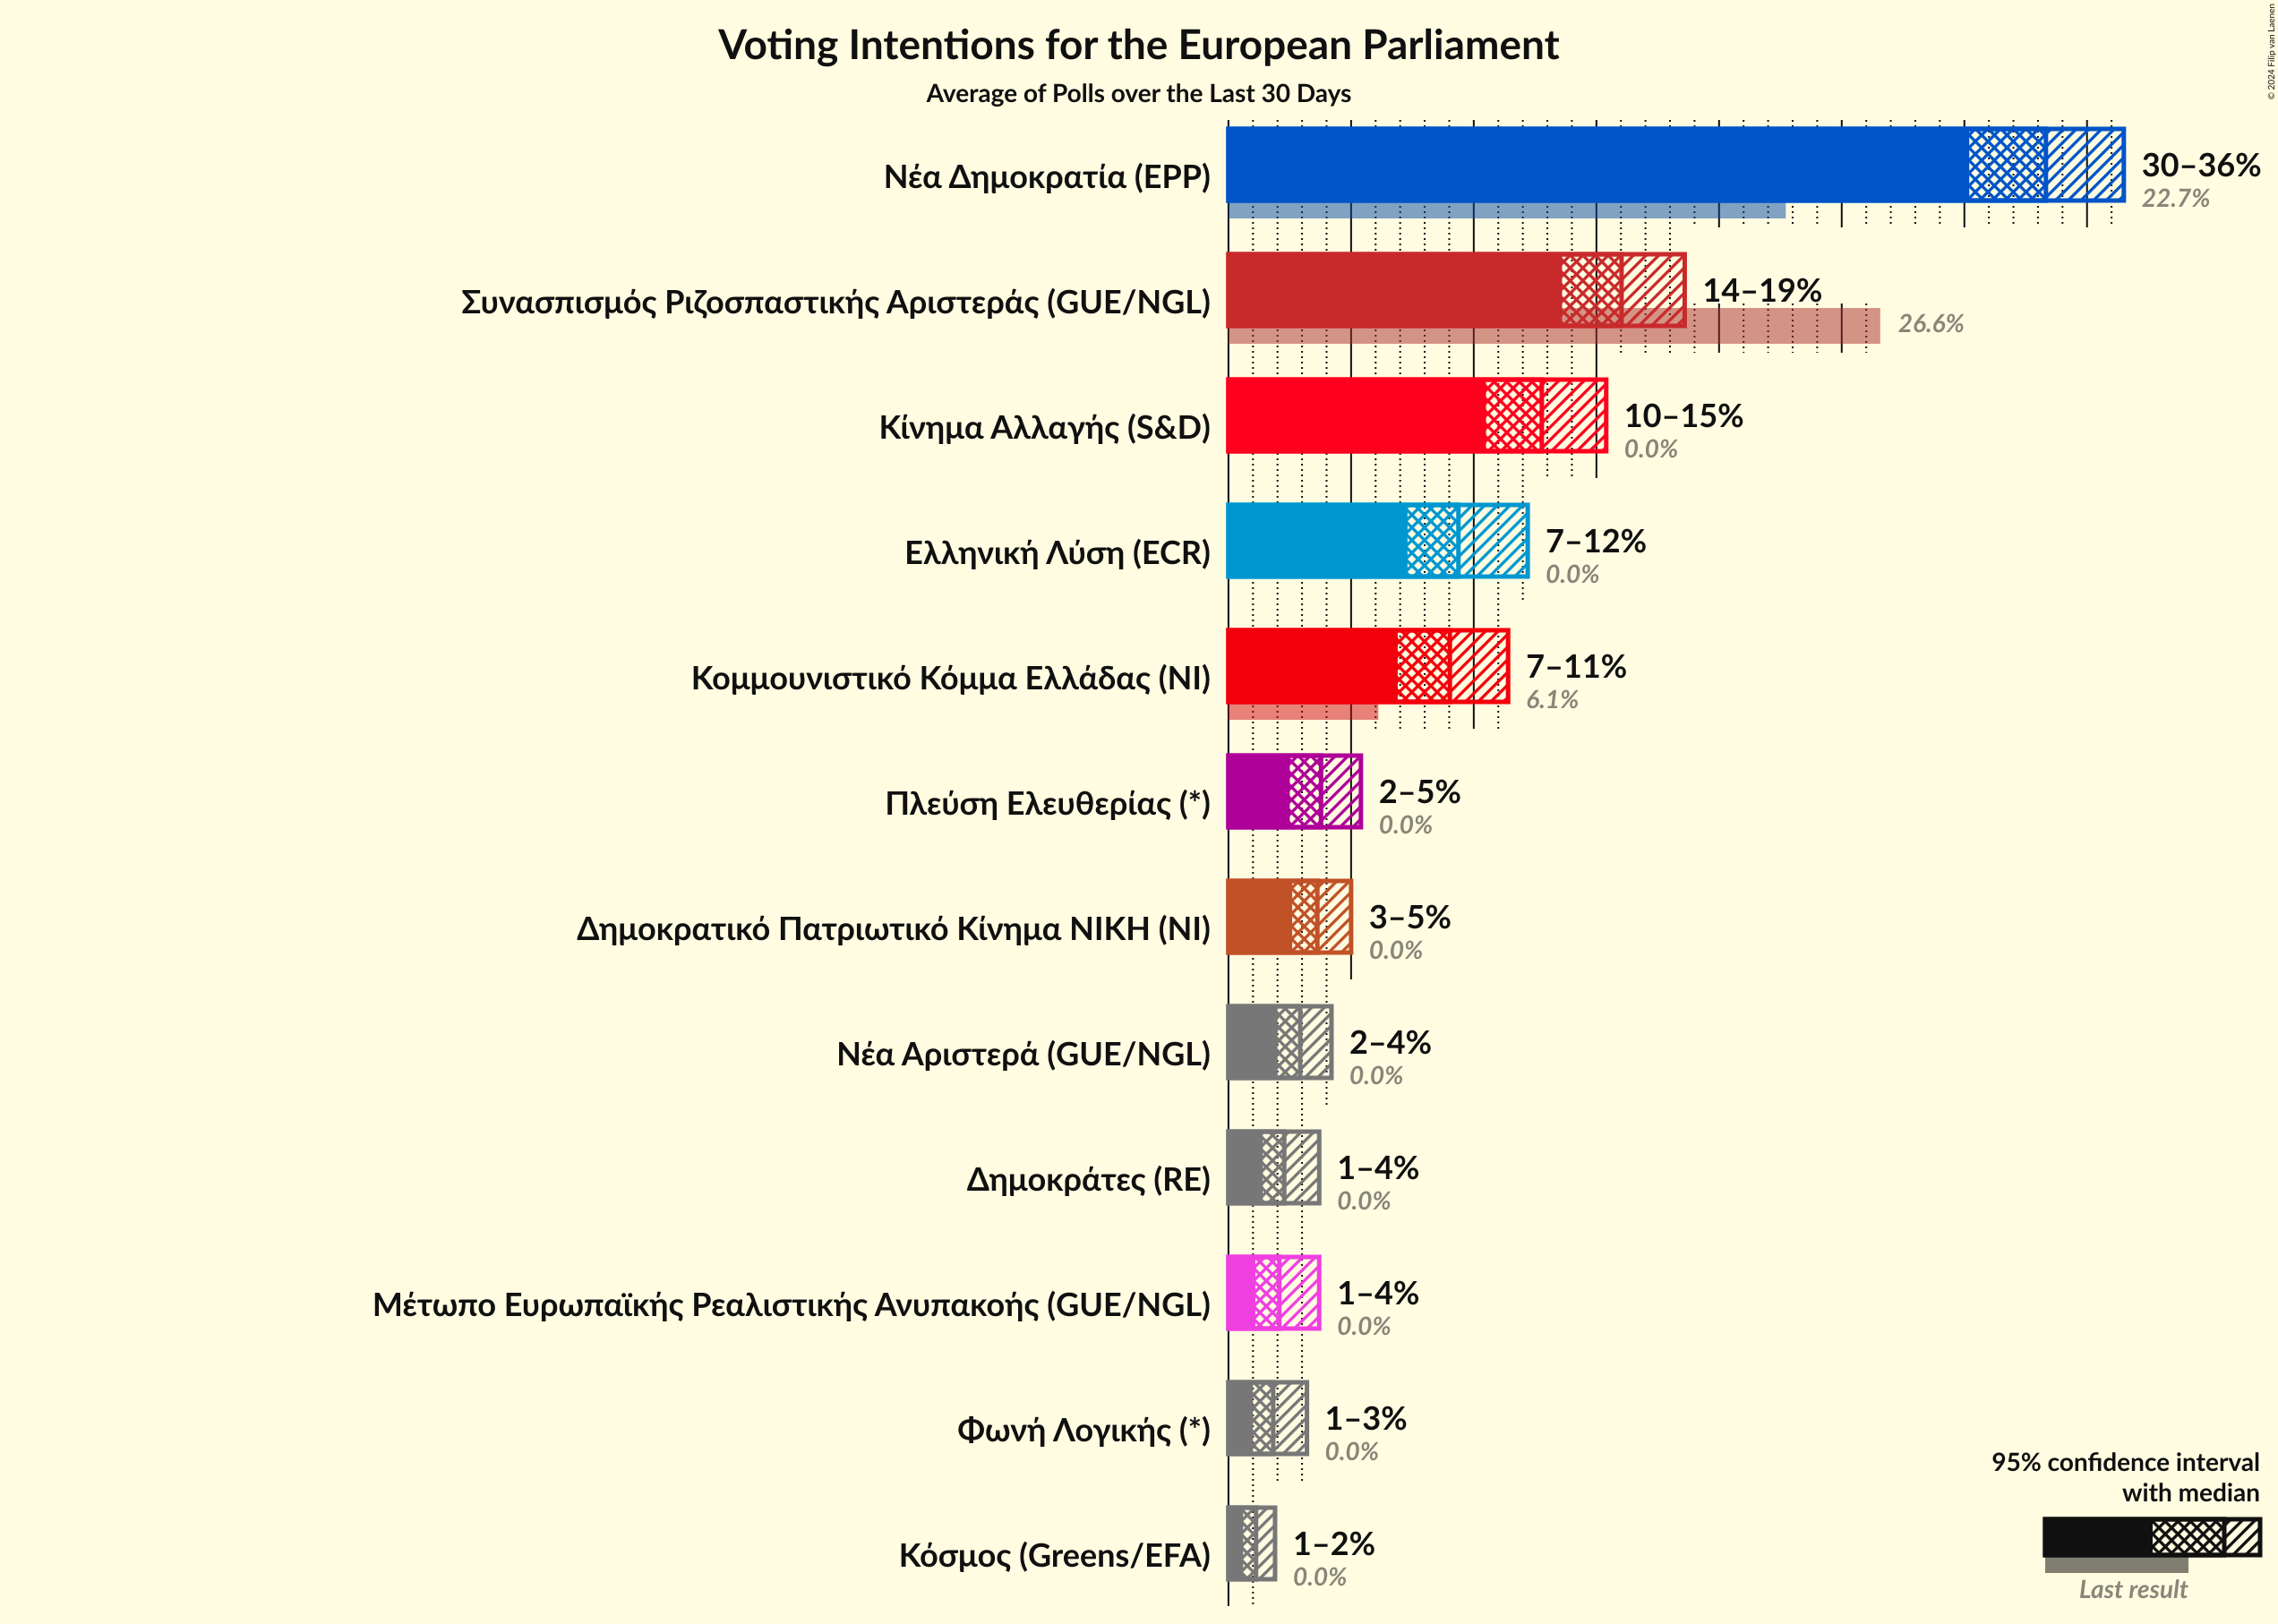 © 2024 Filip van Laenen
Voting Intentions for the European Parliament
Average of Polls over the Last 30 Days
Νέα Δημοκρατία (EPP)
30–36%
22.7%
Συνασπισμός Ριζοσπαστικής Αριστεράς (GUE/NGL)
14–19%
26.6%
Κίνημα Αλλαγής (S&D)
10–15%
0.0%
Ελληνική Λύση (ECR)
7–12%
0.0%
Κομμουνιστικό Κόμμα Ελλάδας (NI)
7–11%
6.1%
Πλεύση Ελευθερίας (*)
2–5%
0.0%
Δημοκρατικό Πατριωτικό Κίνημα ΝΙΚΗ (NI)
3–5%
0.0%
Νέα Αριστερά (GUE/NGL)
2–4%
0.0%
Δημοκράτες (RE)
1–4%
0.0%
Μέτωπο Ευρωπαϊκής Ρεαλιστικής Ανυπακοής (GUE/NGL)
1–4%
0.0%
Φωνή Λογικής (*)
1–3%
0.0%
Κόσμος (Greens/EFA)
1–2%
0.0%
95% confidence interval
with median
Last result